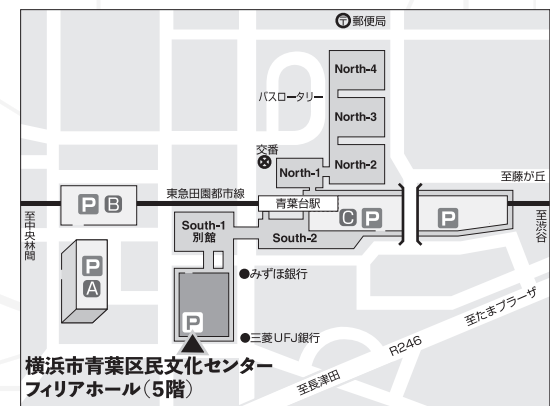 〒郵便局
North-4
バスロータリー
North-3
交番
North-1
North-2
至藤が丘
P B
東急田園都市線
青葉台駅
至中央林間
South-1
別館
South-2
C P
P
至渋谷
P
A
●みずほ銀行
P
●三菱UFJ銀行
至たまプラーザ
R246
至長津田
横浜市青葉区民文化センター
フィリアホール(5階)